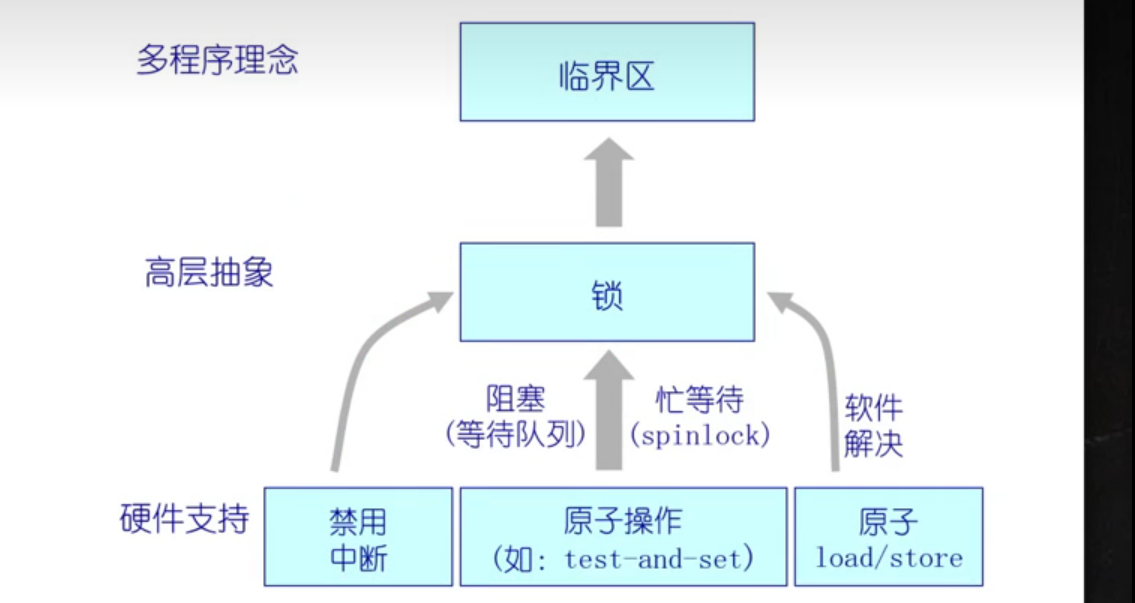 多程序理念
临界区
高层抽象
锁
阻塞
(等待队列)
忙等待
(spinlock)
软件
解决
硬件支持
禁用
中断
原子操作
(如: test-and-set)
原子
load/store